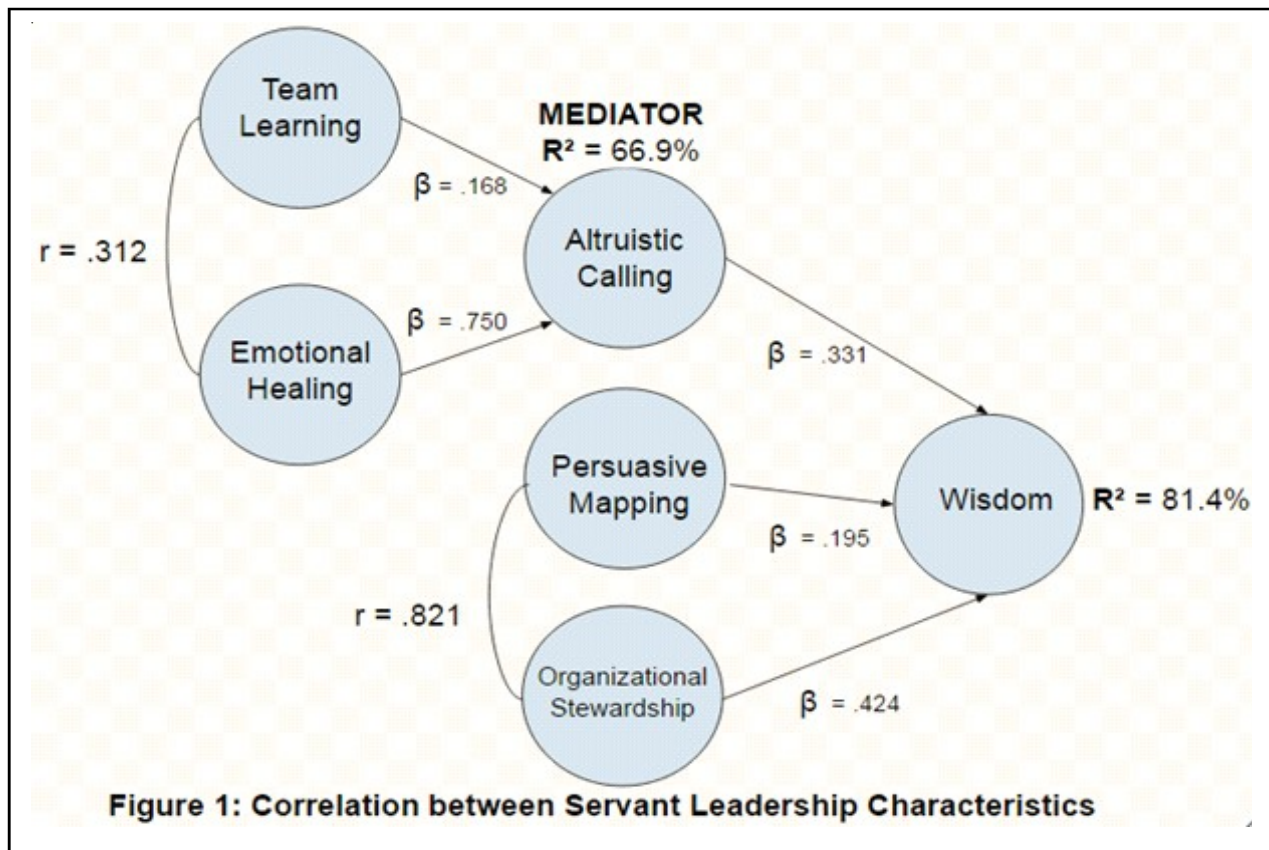 Team
Learning
MEDIATOR
R² = 66.9%
β = .168
r = .312
Altruistic
Calling
β = .750
Emotional
Healing
β = .331
Persuasive
Mapping
Wisdom
R² = 81.4%
β = .195
r = .821
Organizational
Stewardship
β = .424
Figure 1: Correlation between Servant Leadership Characteristics